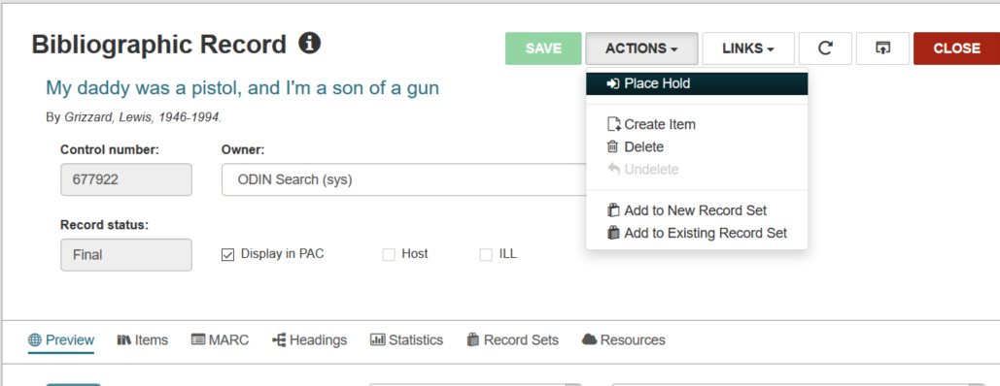 Bibliographic Record
SAVE
ACTIONS
LINKS
CLOSE
My daddy was a pistol, and I'm a son of a gun
By Grizzard, Lewis, 1946-1994.
Control number:
Owner:
677922
ODIN Search (sys)
Record status:
Final
Display in PAC
Host
ILL
Place Hold
Create Item
Delete
Undelete
Add to New Record Set
Add to Existing Record Set
Preview
Items
MARC
Headings
Statistics
Record Sets
Resources